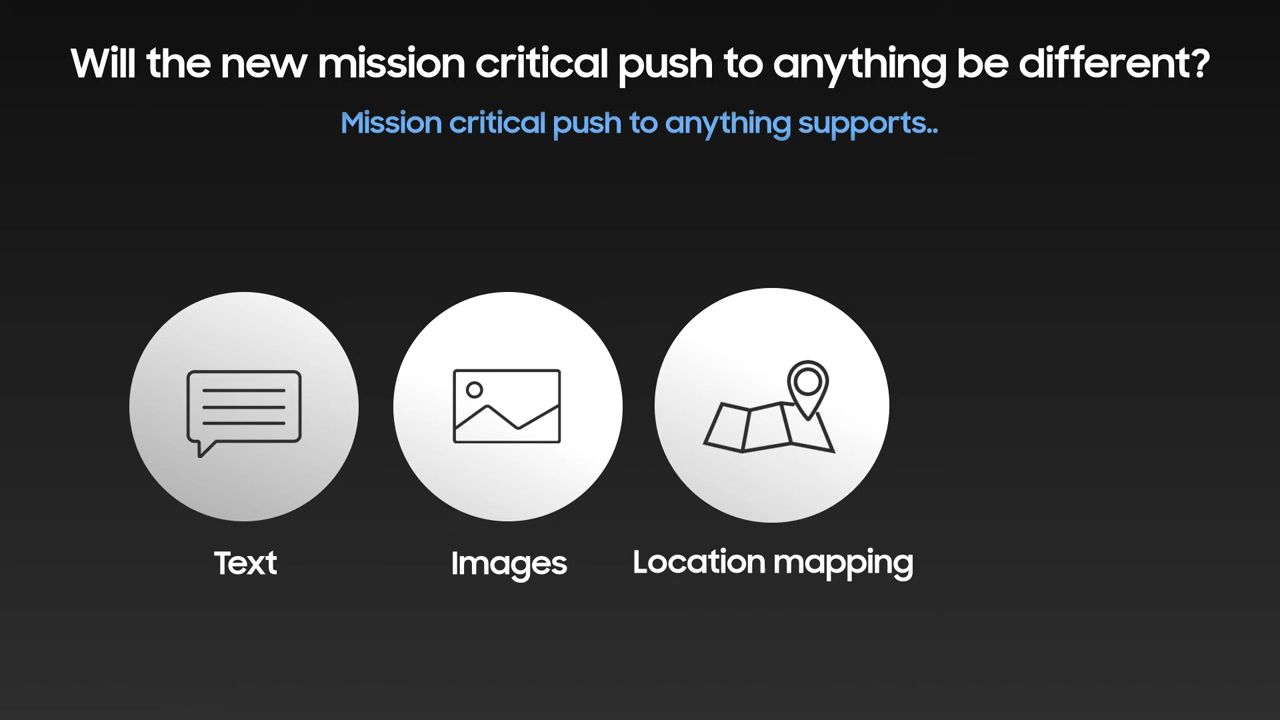 Will the new mission critical push to anything be different?
Mission critical push to anything supports..
Text
Images
Location mapping